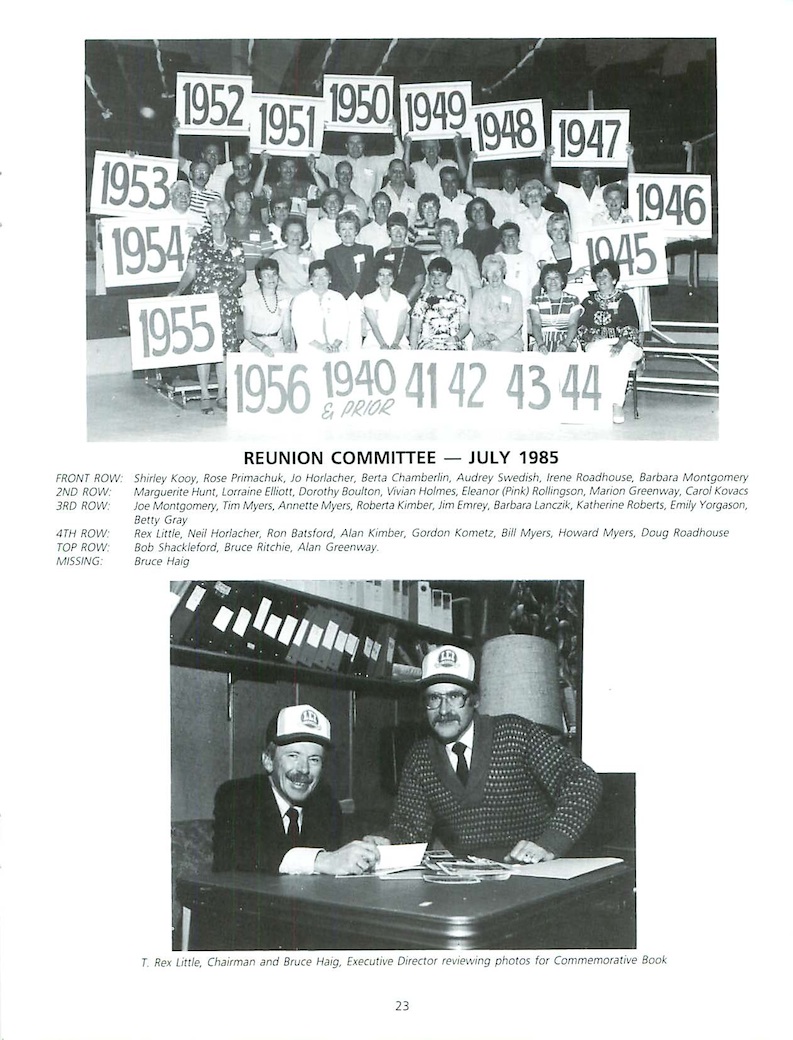 1952
1951
1950
1949
1948
1947
1953
1946
1954
1945
1955
1956 1940 41 42 43 44
& PRIOR
REUNION COMMITTEE — JULY 1985
FRONT ROW: Shirley Kooy, Rose Primachuk, Jo Horlacher, Berta Chamberlin, Audrey Swedish, Irene Roadhouse, Barbara Montgomery
2ND ROW: Marguerite Hunt, Lorraine Elliott, Dorothy Boulton, Vivian Holmes, Eleanor (Pink) Rollingson, Marion Greenway, Carol Kovacs
3RD ROW: Joe Montgomery, Tim Myers, Annette Myers, Roberta Kimber, Jim Emrey, Barbara Lanczik, Katherine Roberts, Emily Yorgason,
Betty Gray
4TH ROW: Rex Little, Neil Horlacher, Ron Batsford, Alan Kimber, Gordon Kometz, Bill Myers, Howard Myers, Doug Roadhouse
TOP ROW: Bob Shackleford, Bruce Ritchie, Alan Greenway.
MISSING: Bruce Haig
T. Rex Little, Chairman and Bruce Haig, Executive Director reviewing photos for Commemorative Book
23